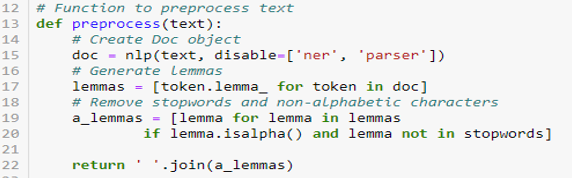 12 # Function to preprocess text
13 def preprocess(text):
14     # Create Doc object
15     doc = nlp(text, disable=['ner', 'parser'])
16     # Generate lemmas
17     lemmas = [token.lemma_ for token in doc]
18     # Remove stopwords and non-alphabetic characters
19     a_lemmas = [lemma for lemma in lemmas
20             if lemma.isalpha() and lemma not in stopwords]
21
22     return ' '.join(a_lemmas)